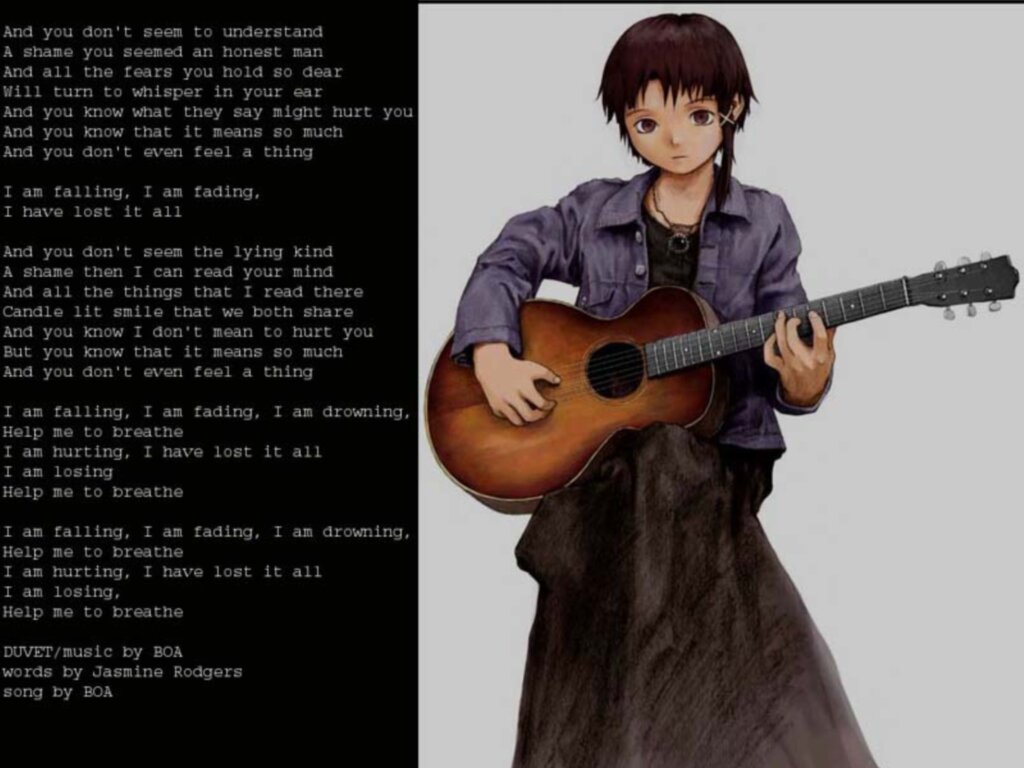 And you don't seem to understand
A shame you seemed an honest man
And all the fears you hold so dear
Will turn to whisper in your ear
And you know what they say might hurt you
And you know that it means so much
And you don't even feel a thing

I am falling, I am fading,
I have lost it all

And you don't seem the lying kind
A shame then I can read your mind
And all the things that I read there
Candle lit smile that we both share
And you know I don't mean to hurt you
But you know that it means so much
And you don't even feel a thing

I am falling, I am fading, I am drowning,
Help me to breathe
I am hurting, I have lost it all
I am losing
Help me to breathe

I am falling, I am fading, I am drowning,
Help me to breathe
I am hurting, I have lost it all
I am losing,
Help me to breathe

DUVET/music by BOA
words by Jasmine Rodgers
song by BOA